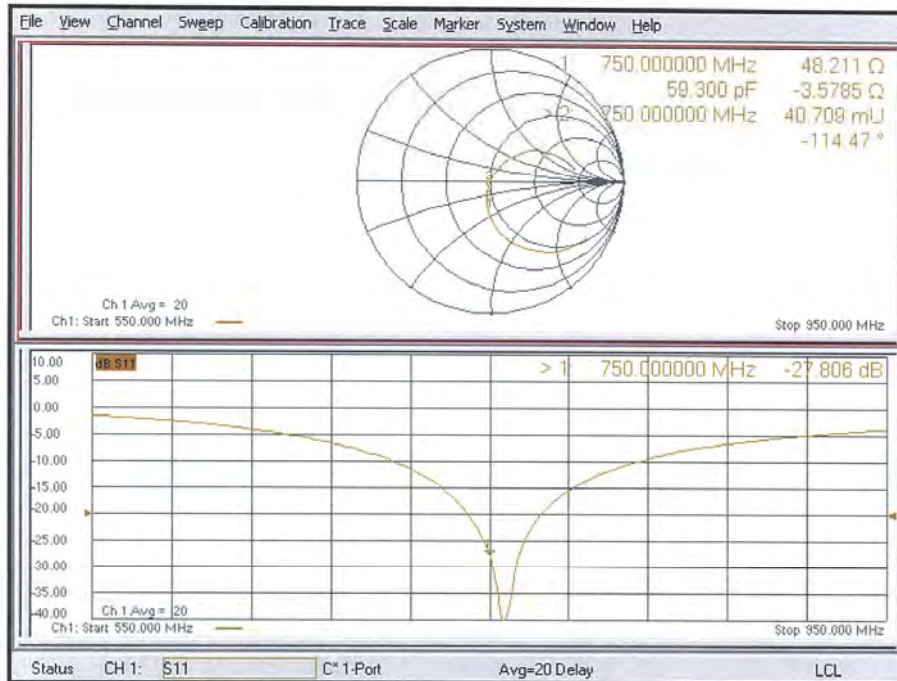 File View Channel Sweep Calibration Trace Scale Marker System Window Help
1: 750.000000 MHz 48.211 Ω
59.300 pF -3.5785 Ω
> 2: 750.000000 MHz 40.709 mU
-114.47 °
Ch 1 Avg = 20
Ch1: Start 550.000 MHz Stop 950.000 MHz
10.00 dB S11 > 1: 750.000000 MHz -27.806 dB
5.00
0.00
-5.00
-10.00
-15.00
-20.00
-25.00
-30.00
-35.00
-40.00 Ch 1 Avg = 20
Ch1: Start 550.000 MHz Stop 950.000 MHz
Status CH 1: S11 C* 1-Port Avg=20 Delay LCL